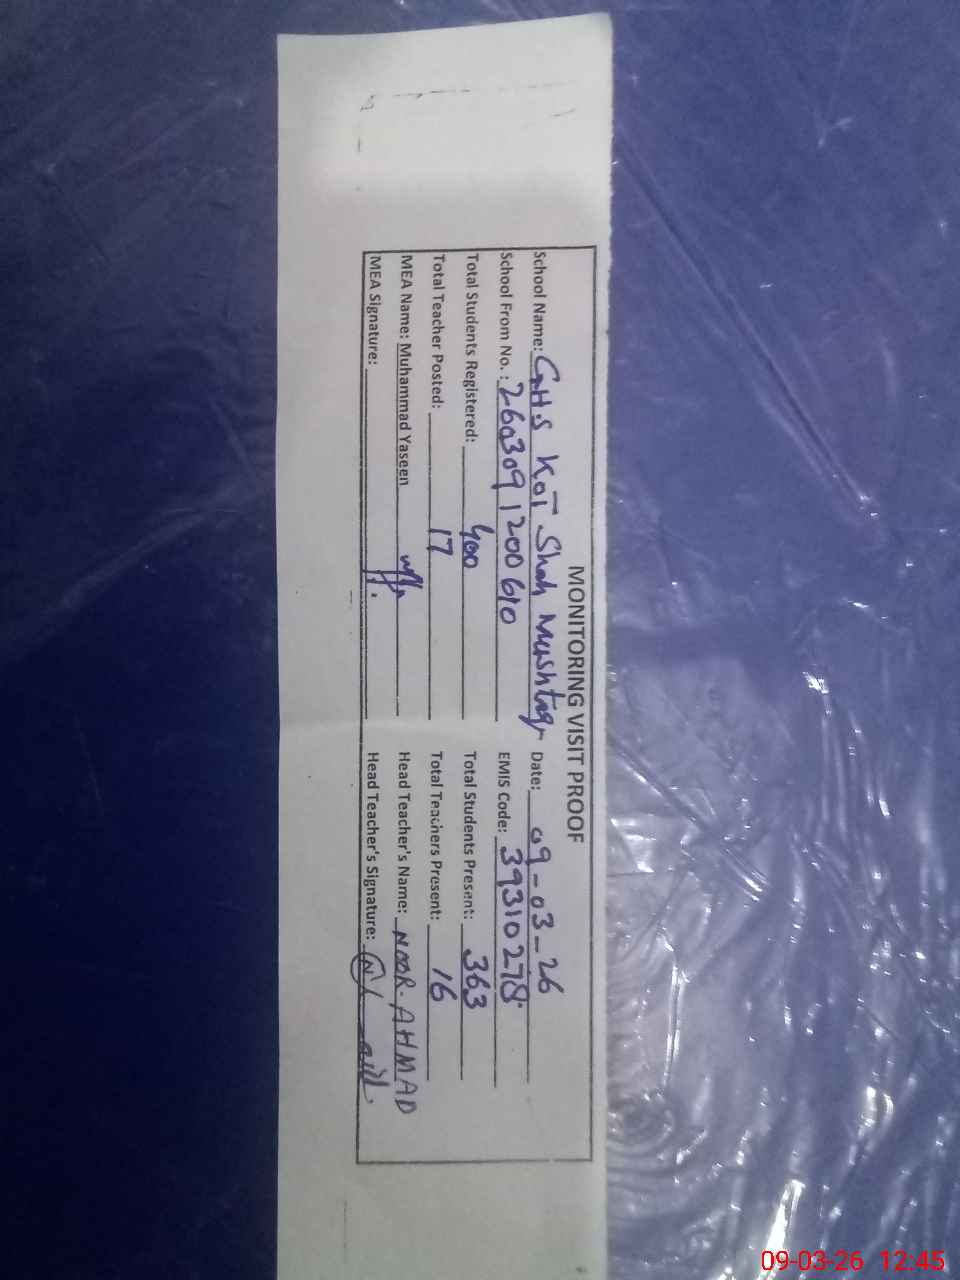 MONITORING VISIT PROOF
School Name: G.H.S Kot Shah Mushtaq Date: 09-03-26
School From No. : 260309 1200 610 EMIS Code: 39310278
Total Students Registered: 400 Total Students Present: 363
Total Teacher Posted: 17 Total Teachers Present: 16
MEA Name: Muhammad Yaseen Head Teacher's Name: NOOR-AHMAD
MEA Signature: Head Teacher's Signature:
09-03-26 12:45